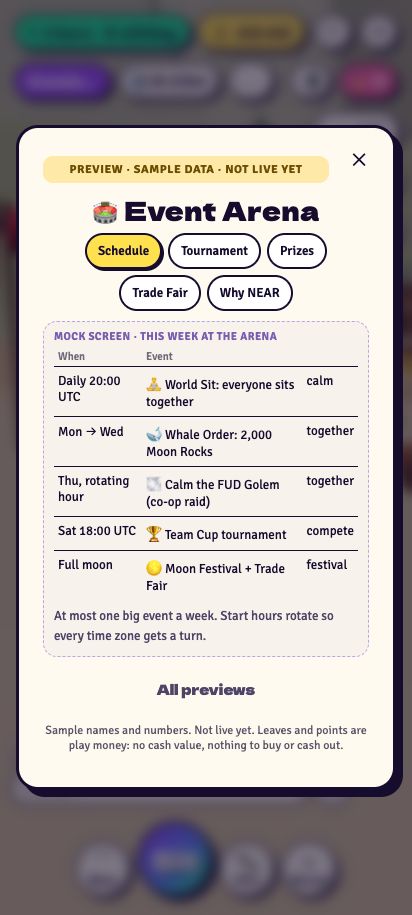 PREVIEW · SAMPLE DATA · NOT LIVE YET
Event Arena
Schedule
Tournament
Prizes
Trade Fair
Why NEAR
MOCK SCREEN · THIS WEEK AT THE ARENA
When Event
Daily 20:00 UTC World Sit: everyone sits together calm
Mon → Wed Whale Order: 2,000 Moon Rocks together
Thu, rotating hour Calm the FUD Golem (co-op raid) together
Sat 18:00 UTC Team Cup tournament compete
Full moon Moon Festival + Trade Fair festival
At most one big event a week. Start hours rotate so
every time zone gets a turn.
All previews
Sample names and numbers. Not live yet. Leaves and points are
play money: no cash value, nothing to buy or cash out.